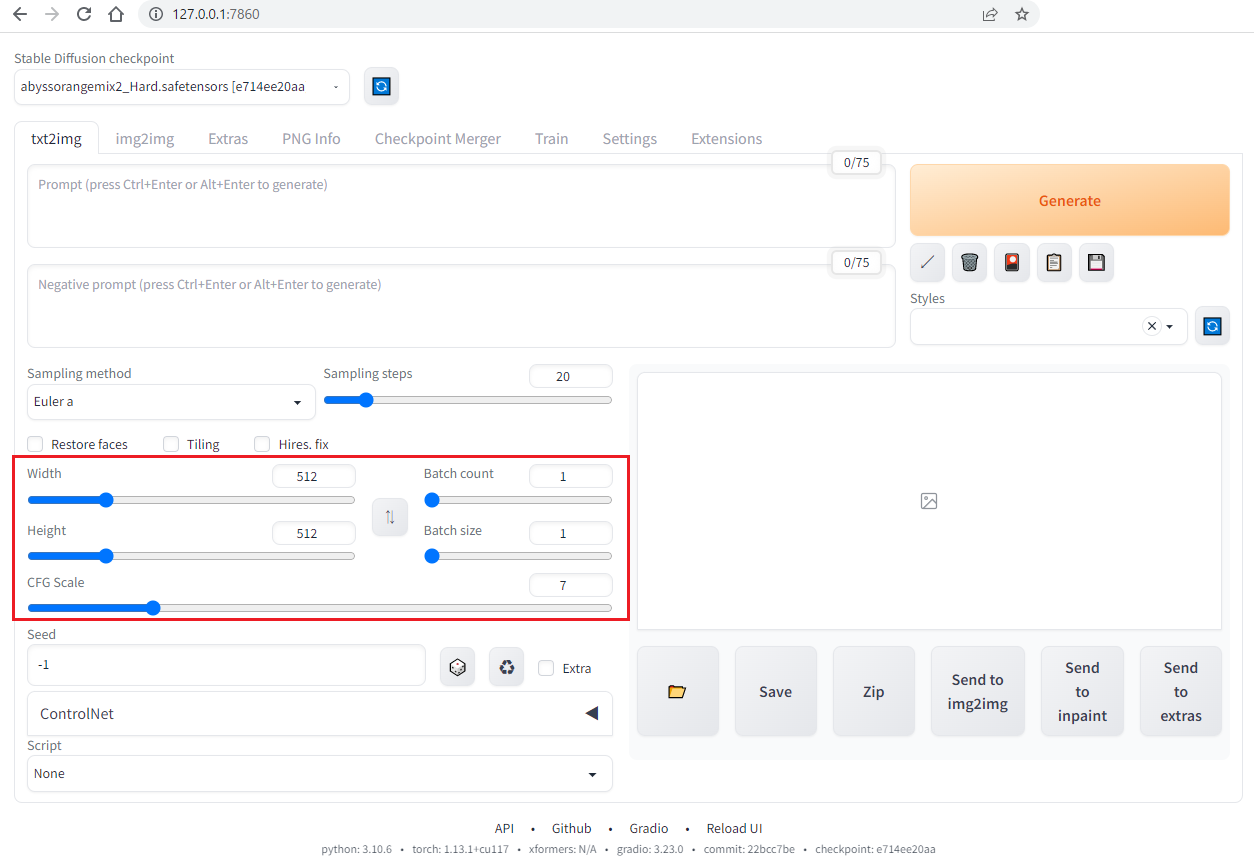 127.0.0.1:7860
Stable Diffusion checkpoint
abyssorangemix2_Hard.safetensors [e714ee20aa
txt2img img2img Extras PNG Info Checkpoint Merger Train Settings Extensions
0/75
Prompt (press Ctrl+Enter or Alt+Enter to generate)
Generate
0/75
Negative prompt (press Ctrl+Enter or Alt+Enter to generate)
Styles
Sampling method
Euler a
Sampling steps 20
Restore faces Tiling Hires. fix
Width 512 Batch count 1
Height 512 Batch size 1
CFG Scale 7
Seed
-1
Extra
ControlNet
Script
None
Save
Zip
Send to
img2img
Send
to
inpaint
Send
to
extras
API • Github • Gradio • Reload UI
python: 3.10.6 • torch: 1.13.1+cu117 • xformers: N/A • gradio: 3.23.0 • commit: 22bcc7be • checkpoint: e714ee20aa